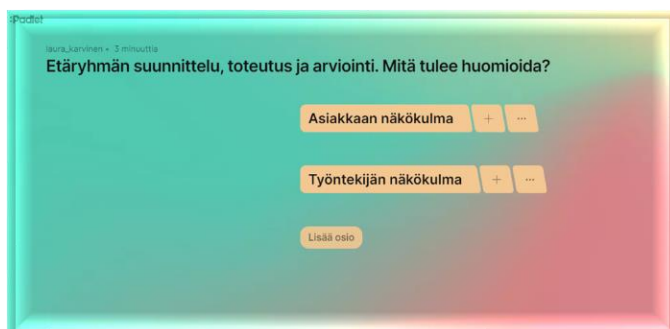 :Padlet
laura_karvinen • 3 minuuttia
Etäryhmän suunnittelu, toteutus ja arviointi. Mitä tulee huomioida?
Asiakkaan näkökulma + ...
Työntekijän näkökulma + ...
Lisää osio